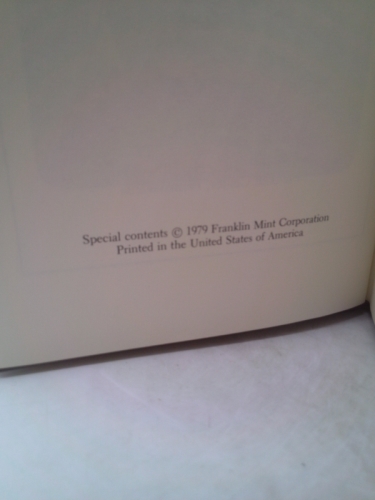 Special contents © 1979 Franklin Mint Corporation
Printed in the United States of America